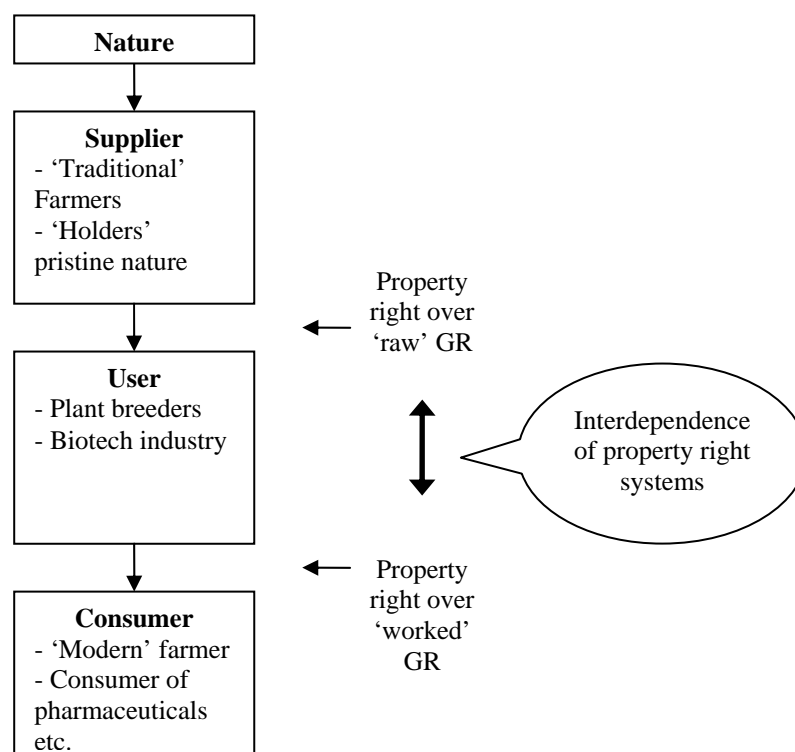 Nature
Supplier
- ‘Traditional’
Farmers
- ‘Holders’
pristine nature
Property
right over
‘raw’ GR
User
- Plant breeders
- Biotech industry
Interdependence
of property right
systems
Property
right over
‘worked’
GR
Consumer
- ‘Modern’ farmer
- Consumer of
pharmaceuticals
etc.